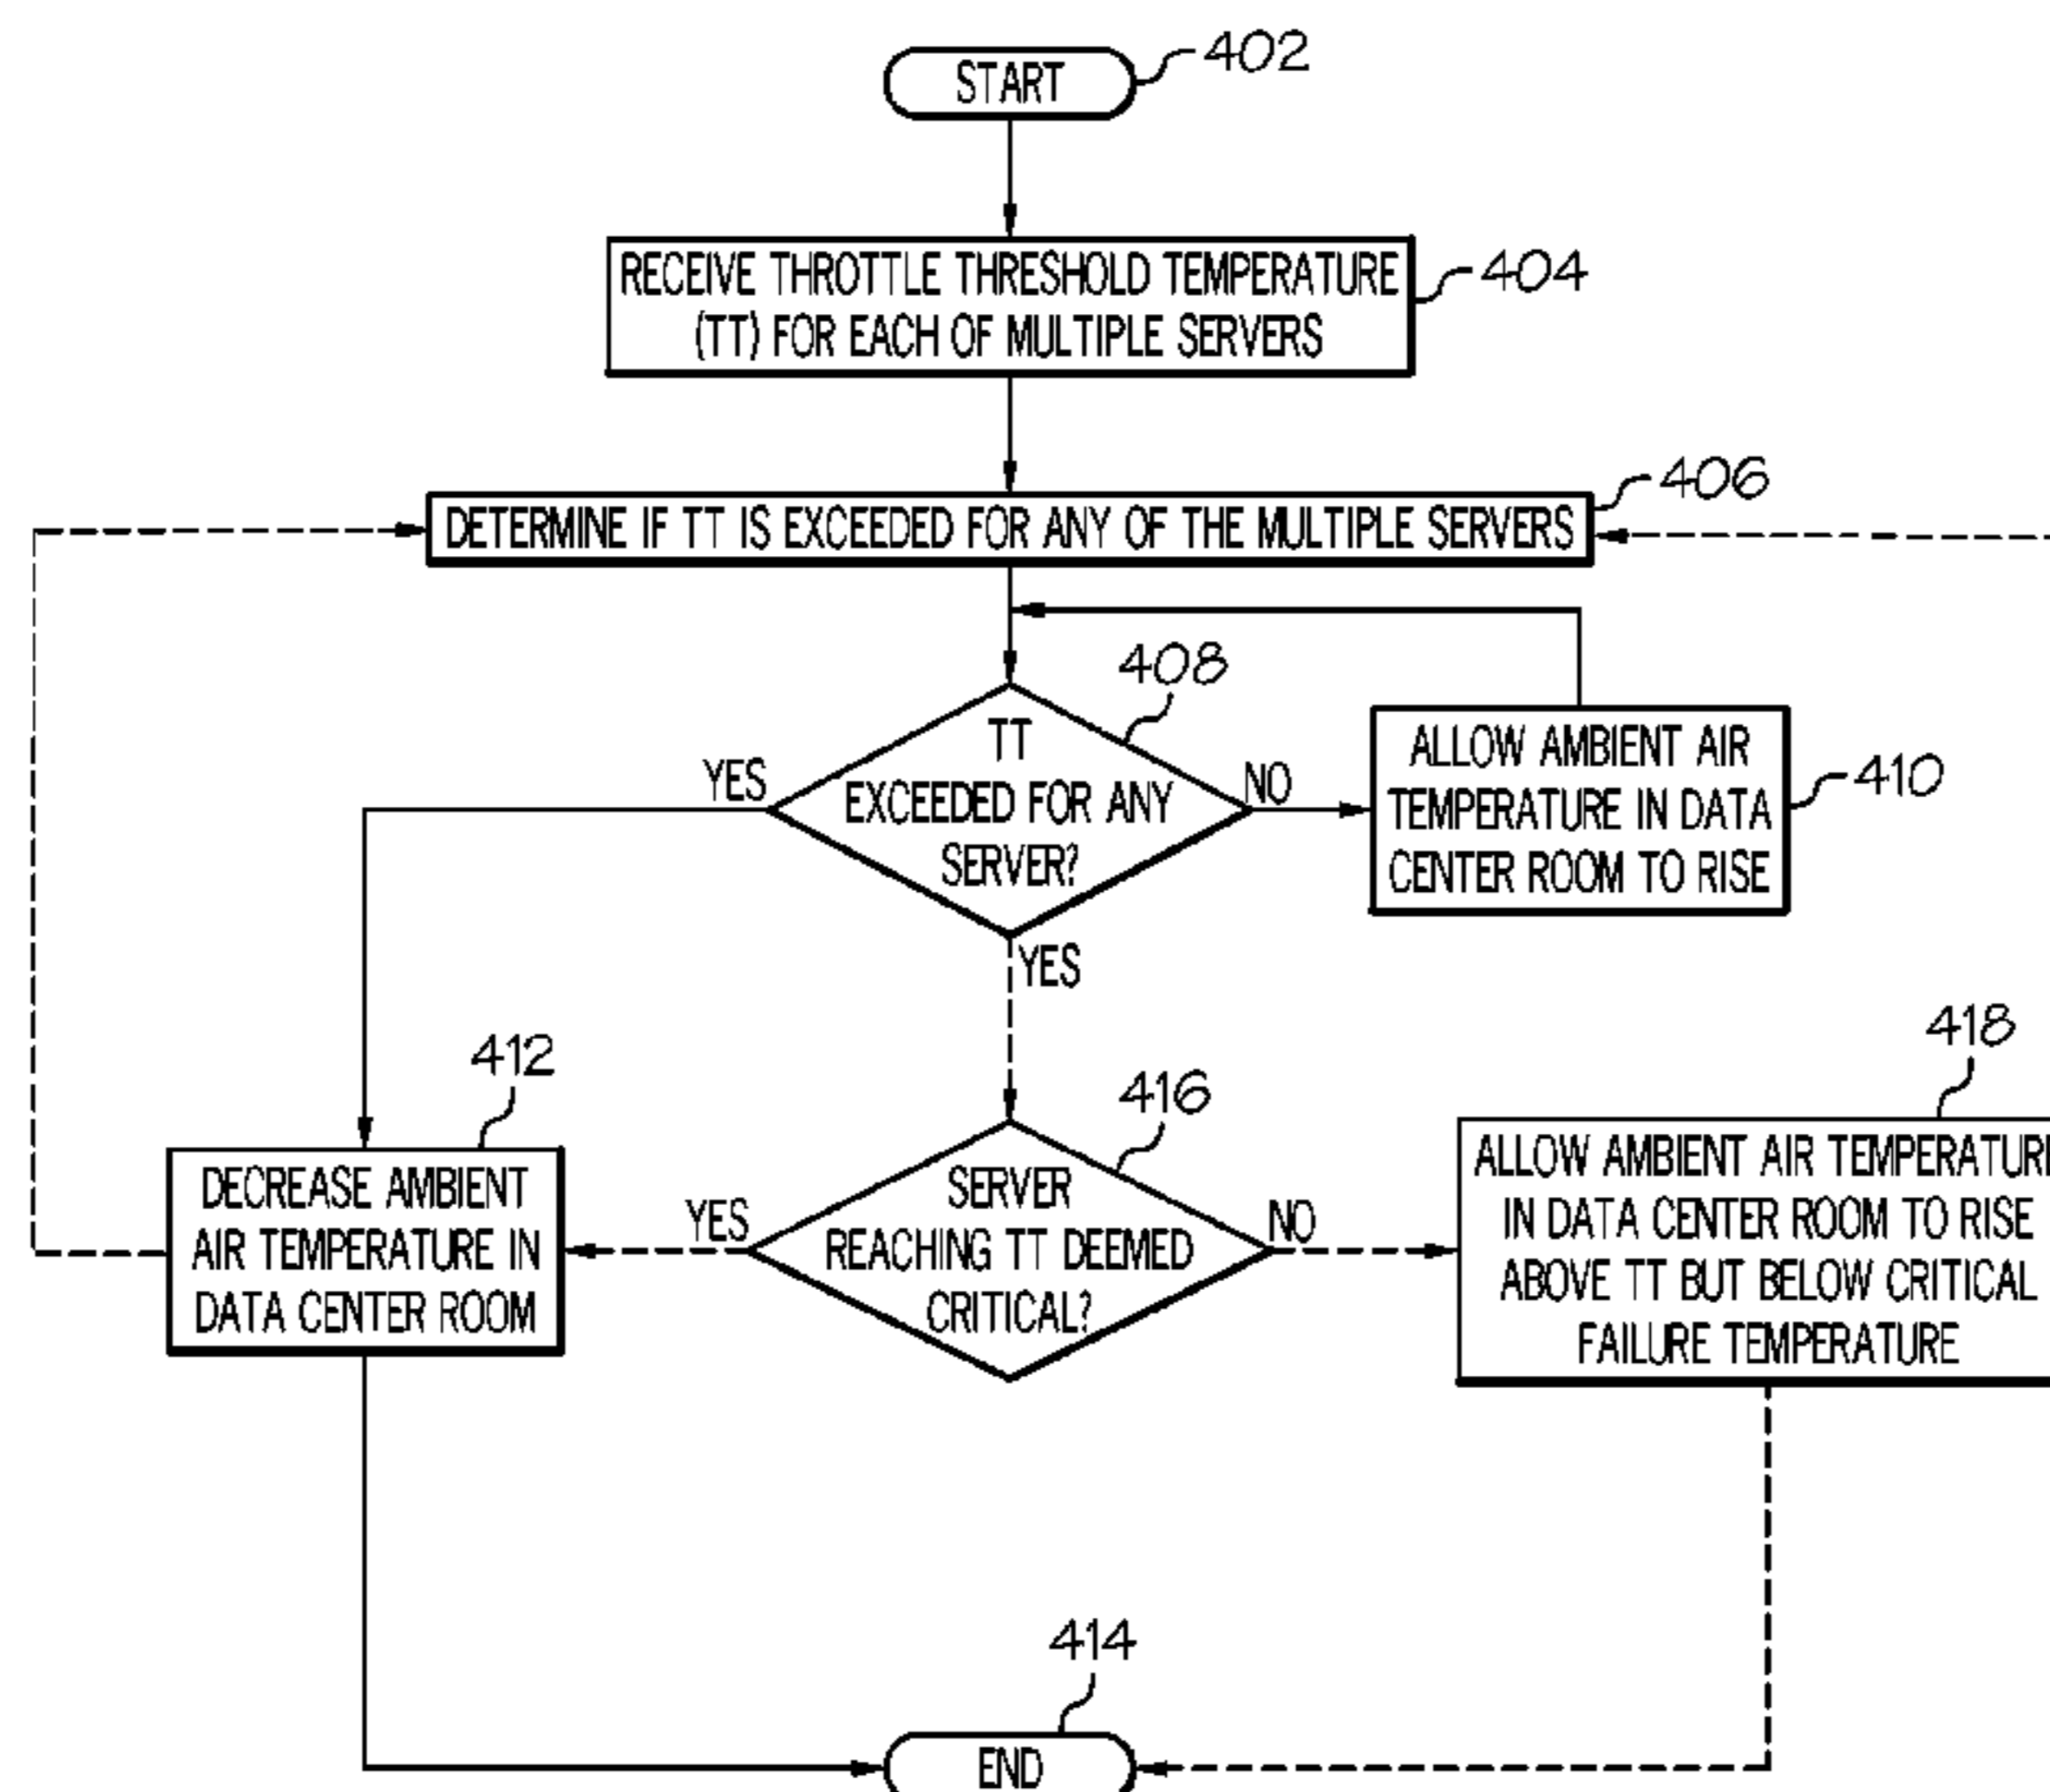 START
402
RECEIVE THROTTLE THRESHOLD TEMPERATURE
(TT) FOR EACH OF MULTIPLE SERVERS
404
DETERMINE IF TT IS EXCEEDED FOR ANY OF THE MULTIPLE SERVERS
406
408
TT
EXCEEDED FOR ANY
SERVER?
YES
NO
YES
ALLOW AMBIENT AIR
TEMPERATURE IN DATA
CENTER ROOM TO RISE
410
412
DECREASE AMBIENT
AIR TEMPERATURE IN
DATA CENTER ROOM
416
SERVER
REACHING TT DEEMED
CRITICAL?
YES
NO
418
ALLOW AMBIENT AIR TEMPERATURE
IN DATA CENTER ROOM TO RISE
ABOVE TT BUT BELOW CRITICAL
FAILURE TEMPERATURE
414
END